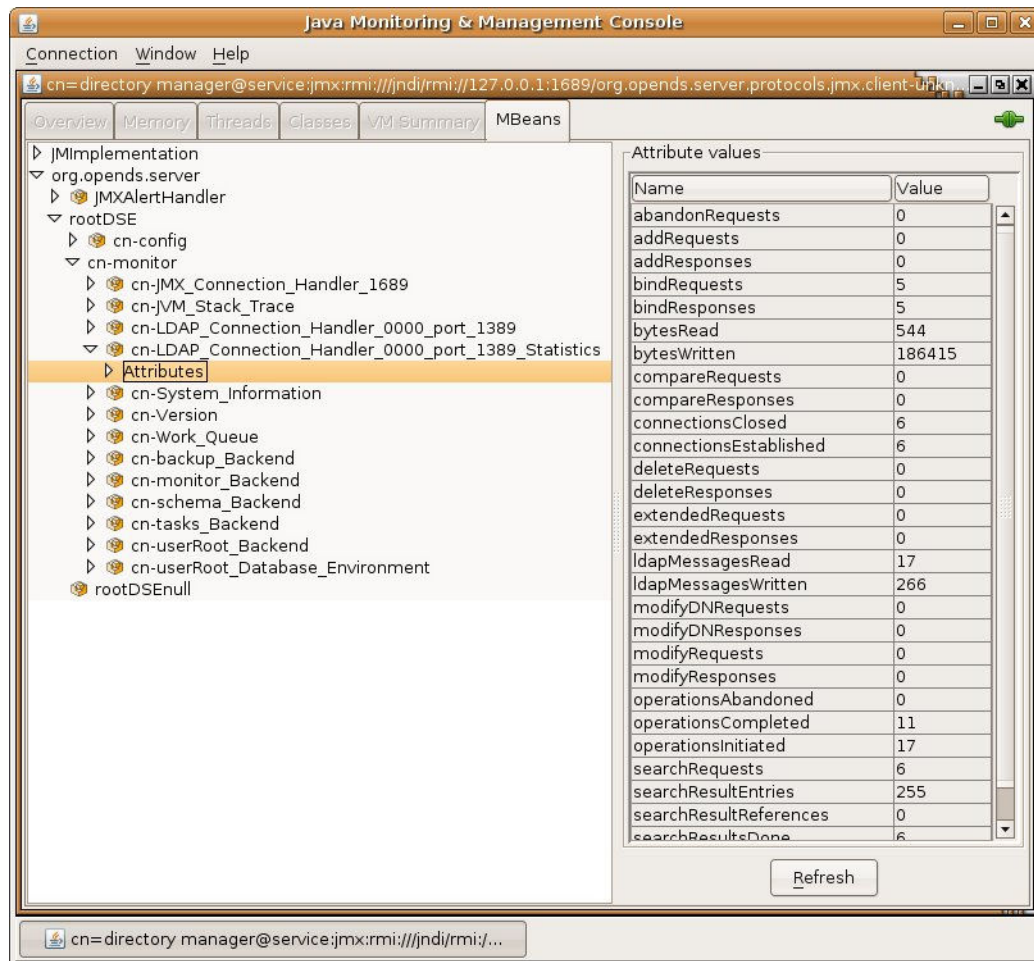 Java Monitoring & Management Console
Connection Window Help
cn=directory manager@service:jmx:rmi:///jndi/rmi://127.0.0.1:1689/org.opends.server.protocols.jmx.client-unkn...
Overview Memory Threads Classes VM Summary MBeans
JMImplementation
org.opends.server
JMXAlertHandler
rootDSE
cn-config
cn-monitor
cn-JMX_Connection_Handler_1689
cn-JVM_Stack_Trace
cn-LDAP_Connection_Handler_0000_port_1389
cn-LDAP_Connection_Handler_0000_port_1389_Statistics
Attributes
cn-System_Information
cn-Version
cn-Work_Queue
cn-backup_Backend
cn-monitor_Backend
cn-schema_Backend
cn-tasks_Backend
cn-userRoot_Backend
cn-userRoot_Database_Environment
rootDSEnull
Attribute values
Name Value
abandonRequests 0
addRequests 0
addResponses 0
bindRequests 5
bindResponses 5
bytesRead 544
bytesWritten 186415
compareRequests 0
compareResponses 0
connectionsClosed 6
connectionsEstablished 6
deleteRequests 0
deleteResponses 0
extendedRequests 0
extendedResponses 0
ldapMessagesRead 17
ldapMessagesWritten 266
modifyDNRequests 0
modifyDNResponses 0
modifyRequests 0
modifyResponses 0
operationsAbandoned 0
operationsCompleted 11
operationsInitiated 17
searchRequests 6
searchResultEntries 255
searchResultReferences 0
searchResultsDone 6
Refresh
cn=directory manager@service:jmx:rmi:///jndi/rmi:/...